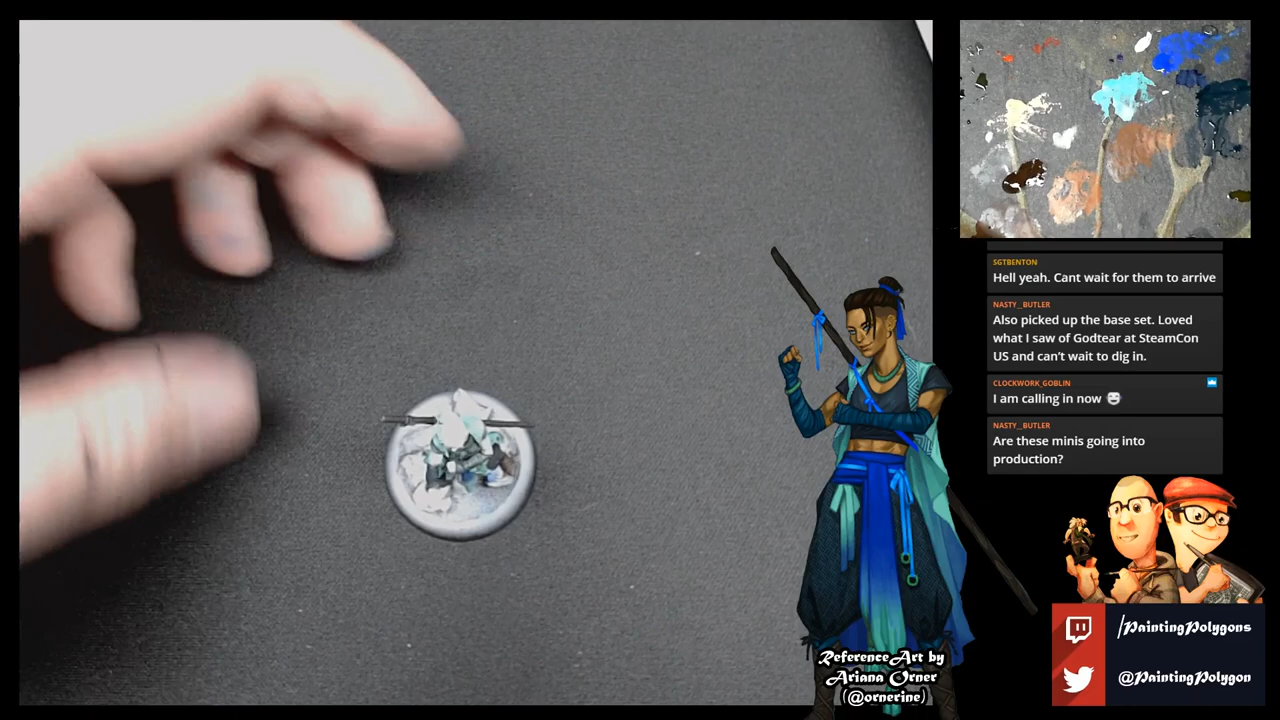 SGTBENTON
Hell yeah. Cant wait for them to arrive
NASTY__BUTLER
Also picked up the base set. Loved
what I saw of Godtear at SteamCon
US and can't wait to dig in.
CLOCKWORK_GOBLIN
I am calling in now
NASTY__BUTLER
Are these minis going into
production?
Reference Art by
Ariana Orner
(@ornerine)
/PaintingPolygons
@PaintingPolygon